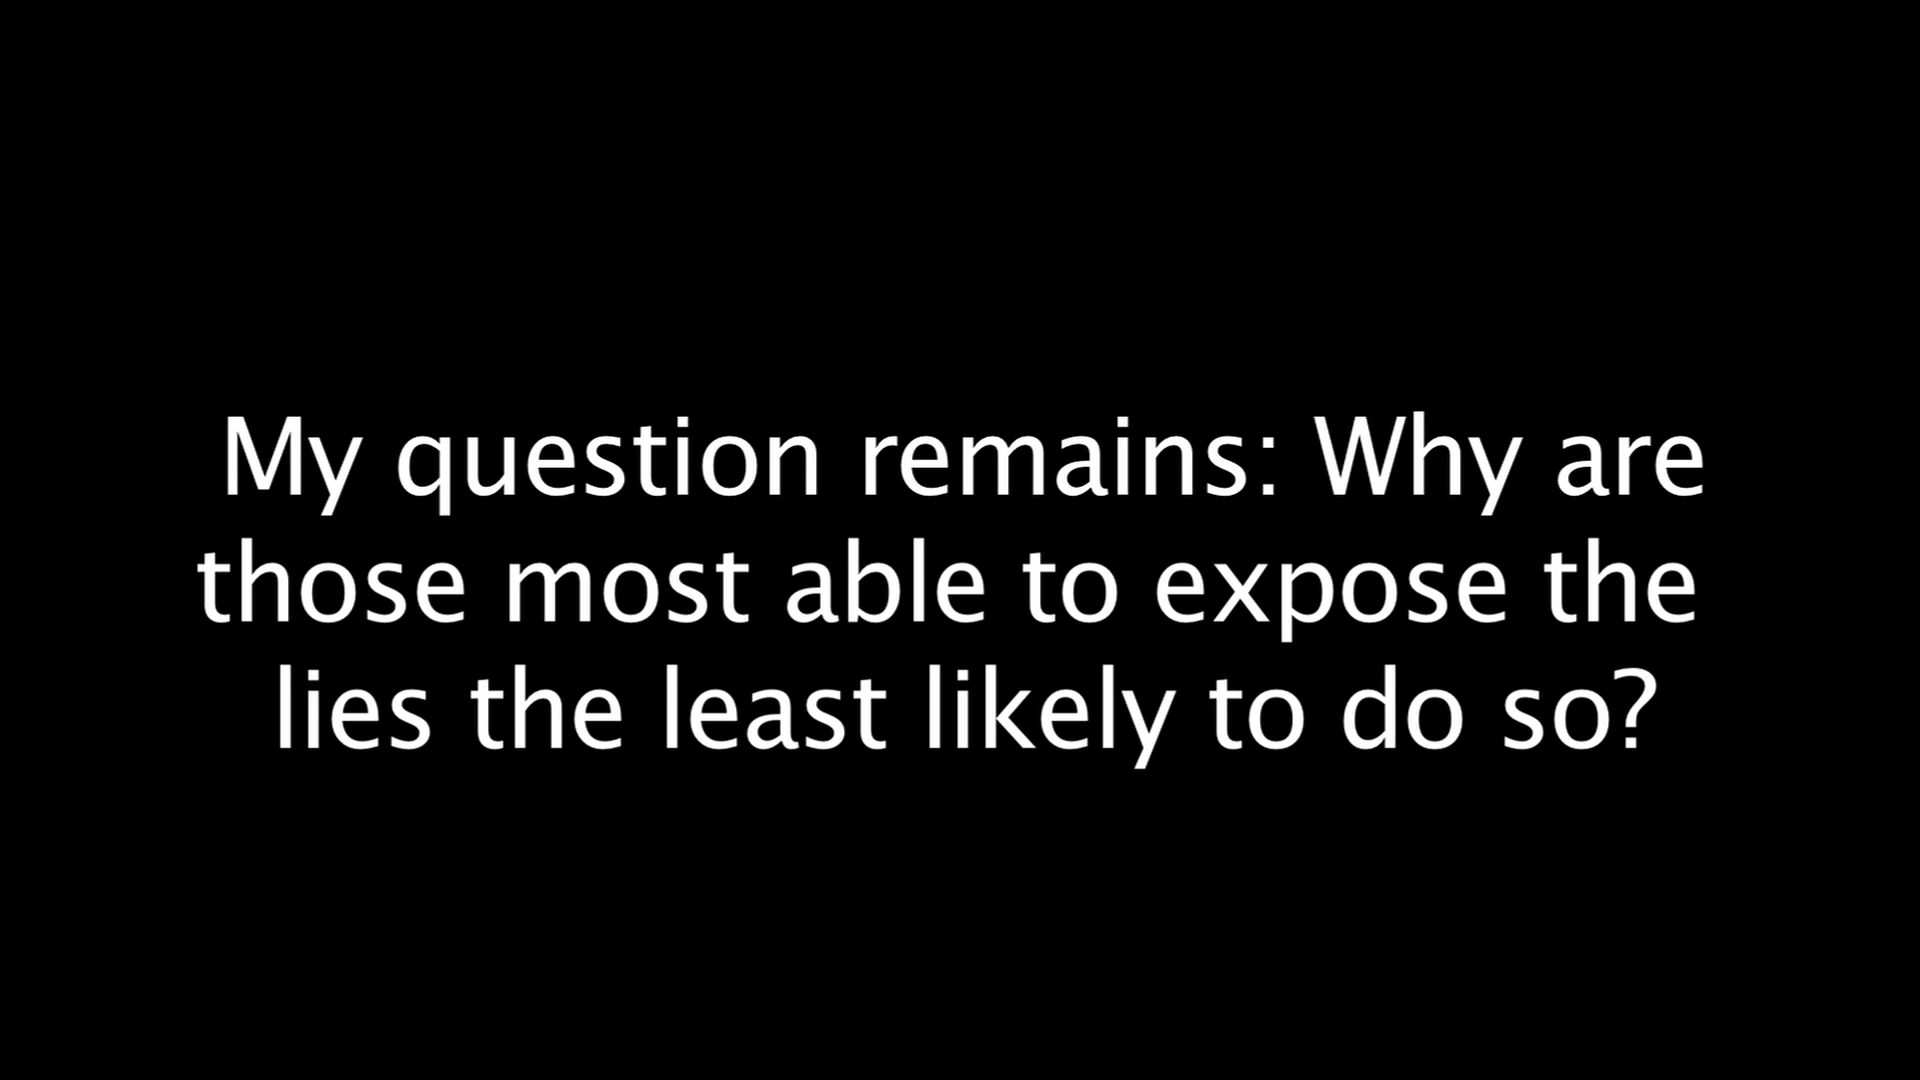 My question remains: Why are
those most able to expose the
lies the least likely to do so?